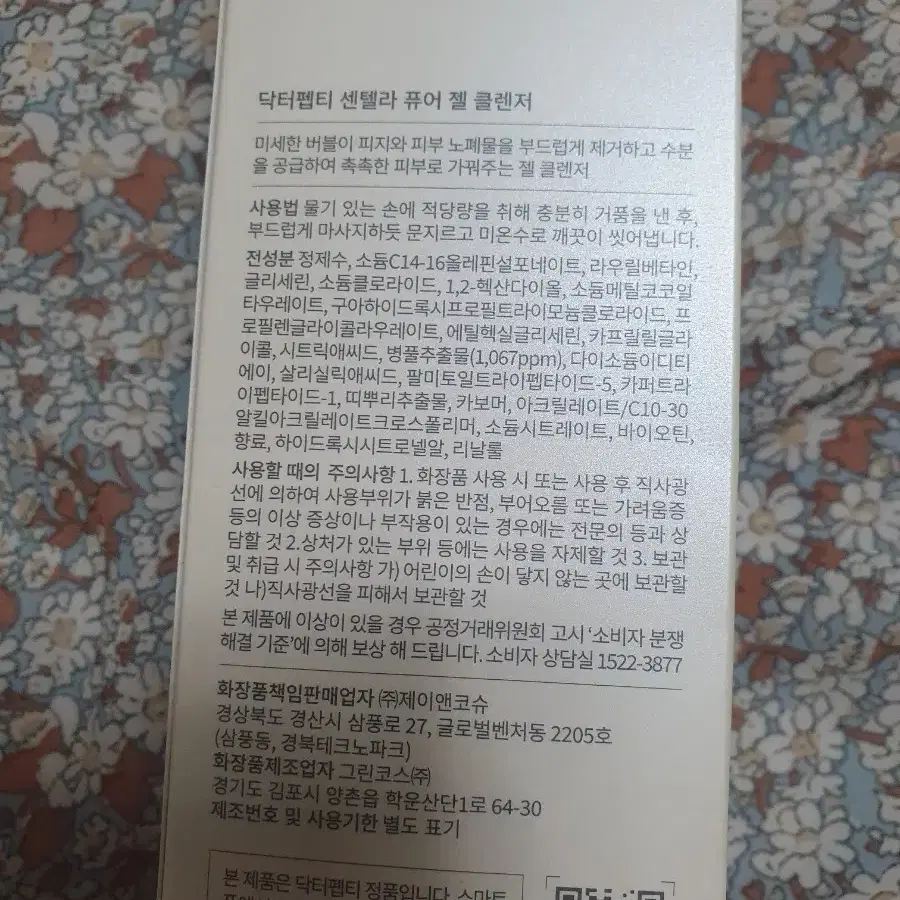 닥터펩티 센텔라 퓨어 젤 클렌저
미세한 버블이 피지와 피부 노폐물을 부드럽게 제거하고 수분
을 공급하여 촉촉한 피부로 가꿔주는 젤 클렌저
사용법 물기 있는 손에 적당량을 취해 충분히 거품을 낸 후,
부드럽게 마사지하듯 문지르고 미온수로 깨끗이 씻어냅니다.
전성분 정제수, 소듐C14-16올레핀설포네이트, 라우릴베타인,
글리세린, 소듐클로라이드, 1,2-헥산다이올, 소듐메틸코코일
타우레이트, 구아하이드록시프로필트라이모늄클로라이드, 프
로필렌글라이콜라우레이트, 에틸헥실글리세린, 카프릴릴글라
이콜, 시트릭애씨드, 병풀추출물(1,067ppm), 다이소듐이디티
에이, 살리실릭애씨드, 팔미토일트라이펩타이드-5, 카퍼트라
이펩타이드-1, 띠뿌리추출물, 카보머, 아크릴레이트/C10-30
알킬아크릴레이트크로스폴리머, 소듐시트레이트, 바이오틴,
향료, 하이드록시시트로넬알, 리날룰
사용할 때의 주의사항 1. 화장품 사용 시 또는 사용 후 직사광
선에 의하여 사용부위가 붉은 반점, 부어오름 또는 가려움증
등의 이상 증상이나 부작용이 있는 경우에는 전문의 등과 상
담할 것 2.상처가 있는 부위 등에는 사용을 자제할 것 3. 보관
및 취급 시 주의사항 가) 어린이의 손이 닿지 않는 곳에 보관할
것 나)직사광선을 피해서 보관할 것
본 제품에 이상이 있을 경우 공정거래위원회 고시 '소비자 분쟁
해결 기준'에 의해 보상 해 드립니다. 소비자 상담실 1522-3877
화장품책임판매업자 ㈜제이앤코슈
경상북도 경산시 삼풍로 27, 글로벌벤처동 2205호
(삼풍동, 경북테크노파크)
화장품제조업자 그린코스㈜
경기도 김포시 양촌읍 학운산단1로 64-30
제조번호 및 사용기한 별도 표기
본 제품은 닥터펩티 정품입니다. 스마트